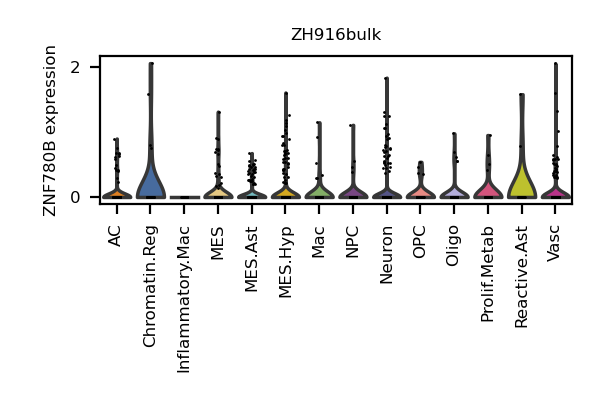 ZH916bulk
ZNF780B expression
2
0
AC
Chromatin.Reg
Inflammatory.Mac
MES
MES.Ast
MES.Hyp
Mac
NPC
Neuron
OPC
Oligo
Prolif.Metab
Reactive.Ast
Vasc